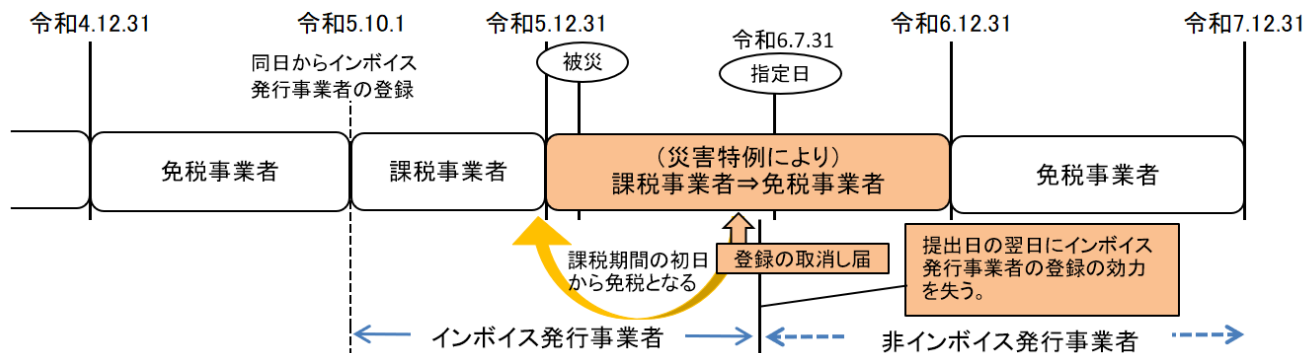 令和4.12.31
令和5.10.1
令和5.12.31
令和6.7.31
令和6.12.31
令和7.12.31
同日からインボイス
発行事業者の登録
被災
指定日
免税事業者
課税事業者
(災害特例により)
課税事業者⇒免税事業者
免税事業者
課税期間の初日
から免税となる
登録の取消し届
提出日の翌日にインボイス
発行事業者の登録の効力
を失う。
インボイス発行事業者
非インボイス発行事業者